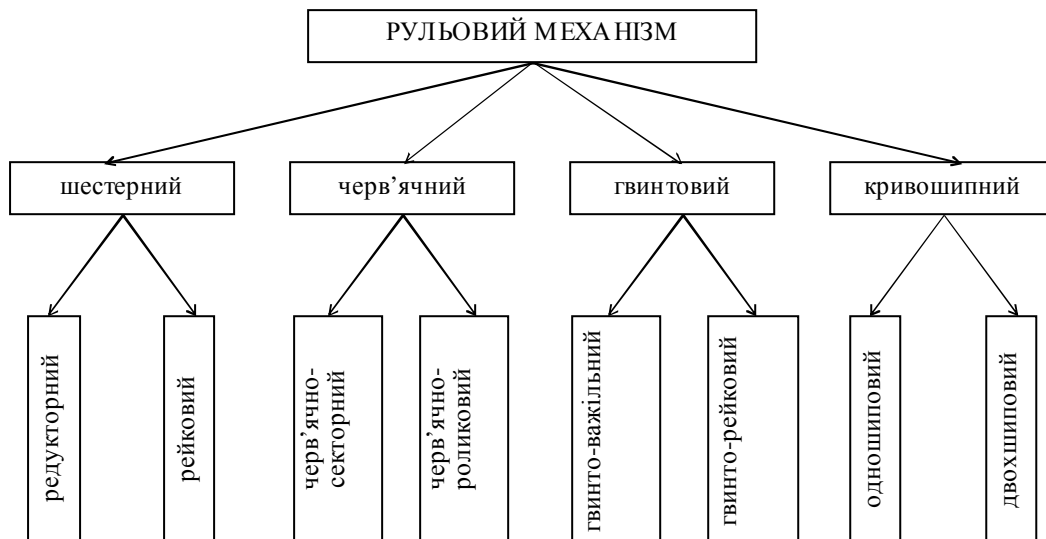 РУЛЬОВИЙ МЕХАНІЗМ
шестерний
черв’ячний
гвинтовий
кривошипний
редукторний
рейковий
черв’ячно-
секторний
черв’ячно-
роликовий
гвинто-важільний
гвинто-рейковий
одношиповий
двохшиповий